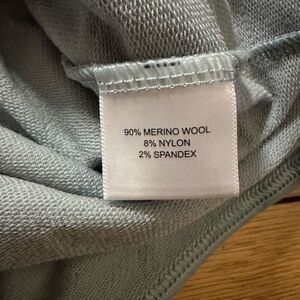 90% MERINO WOOL
8% NYLON
2% SPANDEX